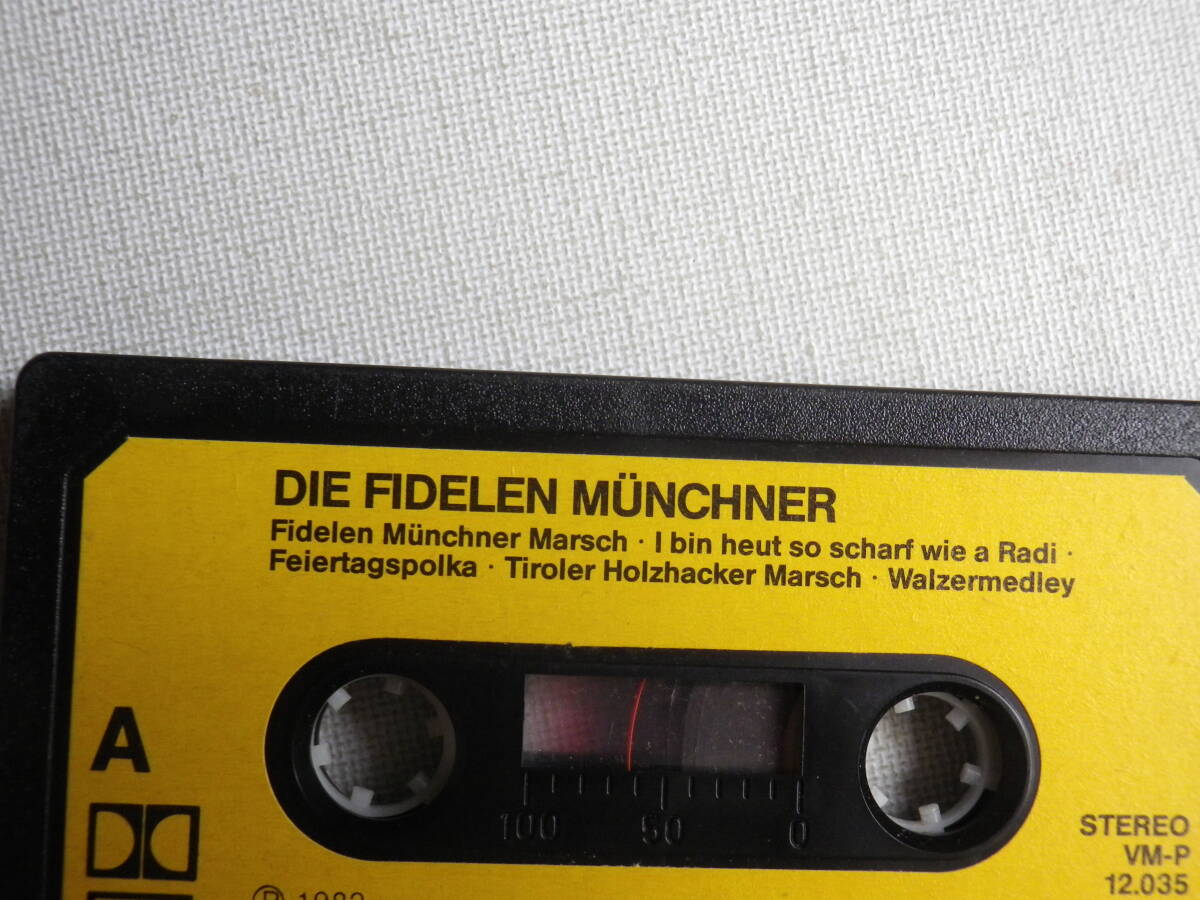 DIE FIDELEN MÜNCHNER
Fidelen Münchner Marsch · I bin heut so scharf wie a Radi ·
Feiertagspolka · Tiroler Holzhacker Marsch · Walzermedley
A
100 50 0
STEREO
VM-P
12.035
Ⓟ